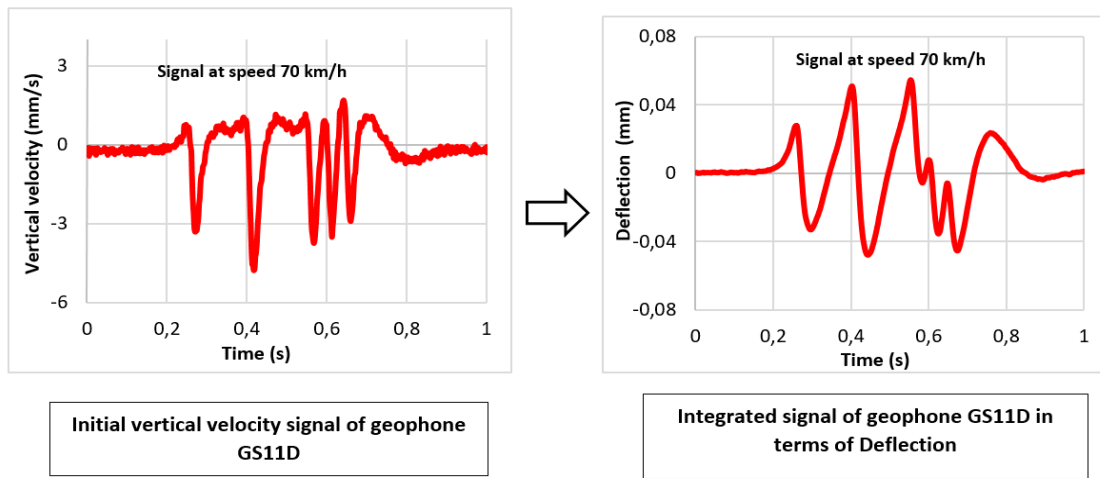 Signal at speed 70 km/h
Vertical velocity (mm/s)
3
0
-3
-6
0
0,2
0,4
0,6
0,8
1
Time (s)
Initial vertical velocity signal of geophone
GS11D
Signal at speed 70 km/h
Deflection (mm)
0,08
0,04
0
-0,04
-0,08
0
0,2
0,4
0,6
0,8
1
Time (s)
Integrated signal of geophone GS11D in
terms of Deflection